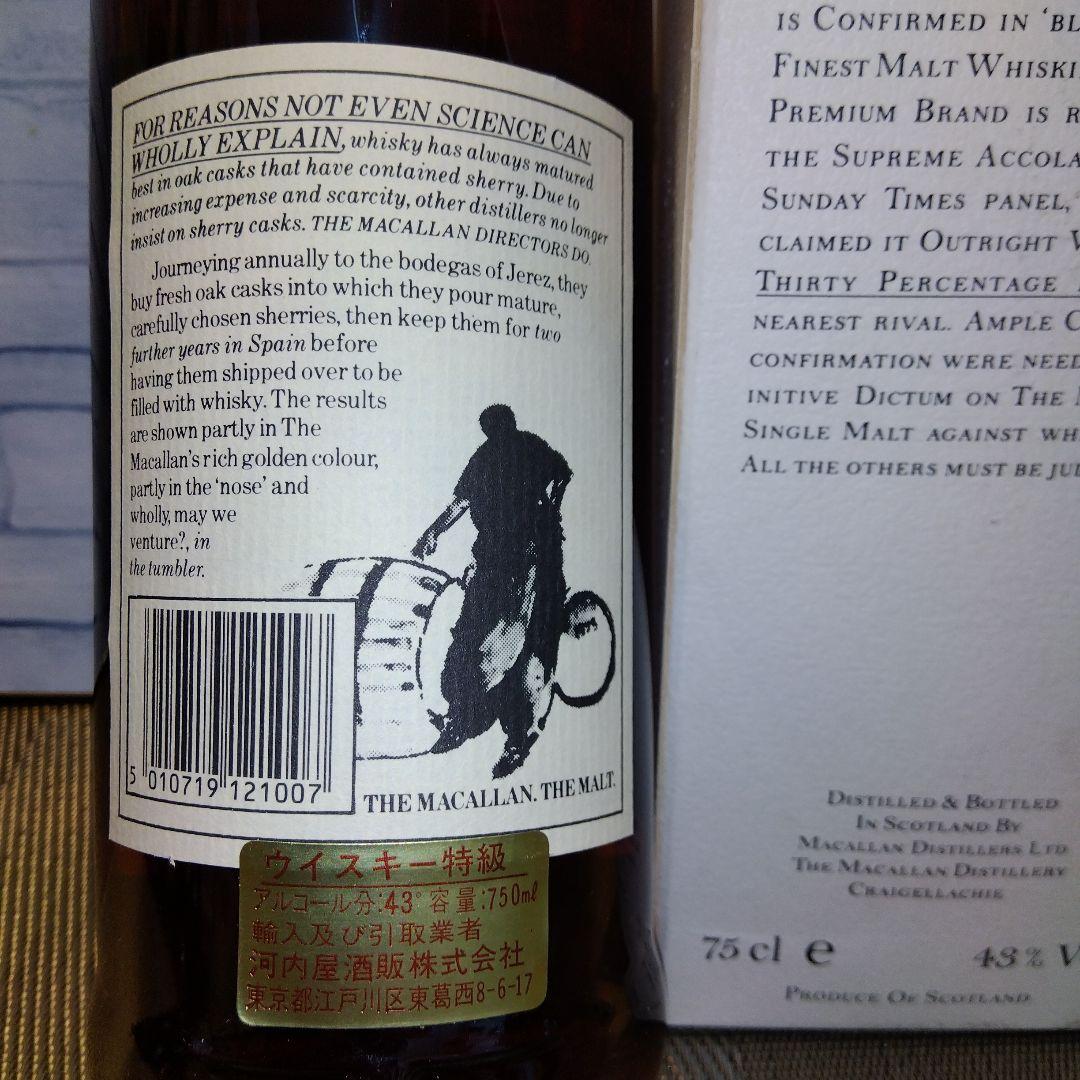 FOR REASONS NOT EVEN SCIENCE CAN
WHOLLY EXPLAIN, whisky has always matured
best in oak casks that have contained sherry. Due to
increasing expense and scarcity, other distillers no longer
insist on sherry casks. THE MACALLAN DIRECTORS DO.
Journeying annually to the bodegas of Jerez, they
buy fresh oak casks into which they pour mature,
carefully chosen sherries, then keep them for two
further years in Spain before
having them shipped over to be
filled with whisky. The results
are shown partly in The
Macallan's rich golden colour,
partly in the 'nose' and
wholly, may we
venture?, in
the tumbler.
5 010719 121007
THE MACALLAN. THE MALT.
ウイスキー特級
アルコール分:43° 容量:750ml
輸入及び引取業者
河内屋酒販株式会社
東京都江戸川区東葛西8-6-17
IS CONFIRMED IN 'BL
FINEST MALT WHISKI
PREMIUM BRAND IS R
THE SUPREME ACCOLA
SUNDAY TIMES PANEL,
CLAIMED IT OUTRIGHT
THIRTY PERCENTAGE
NEAREST RIVAL. AMPLE C
CONFIRMATION WERE NEED
INITIVE DICTUM ON THE
SINGLE MALT AGAINST WH
ALL THE OTHERS MUST BE JUD
DISTILLED & BOTTLED
IN SCOTLAND BY
MACALLAN DISTILLERS LTD
THE MACALLAN DISTILLERY
CRAIGELLACHIE
75 cl e 43% V
PRODUCE OF SCOTLAND